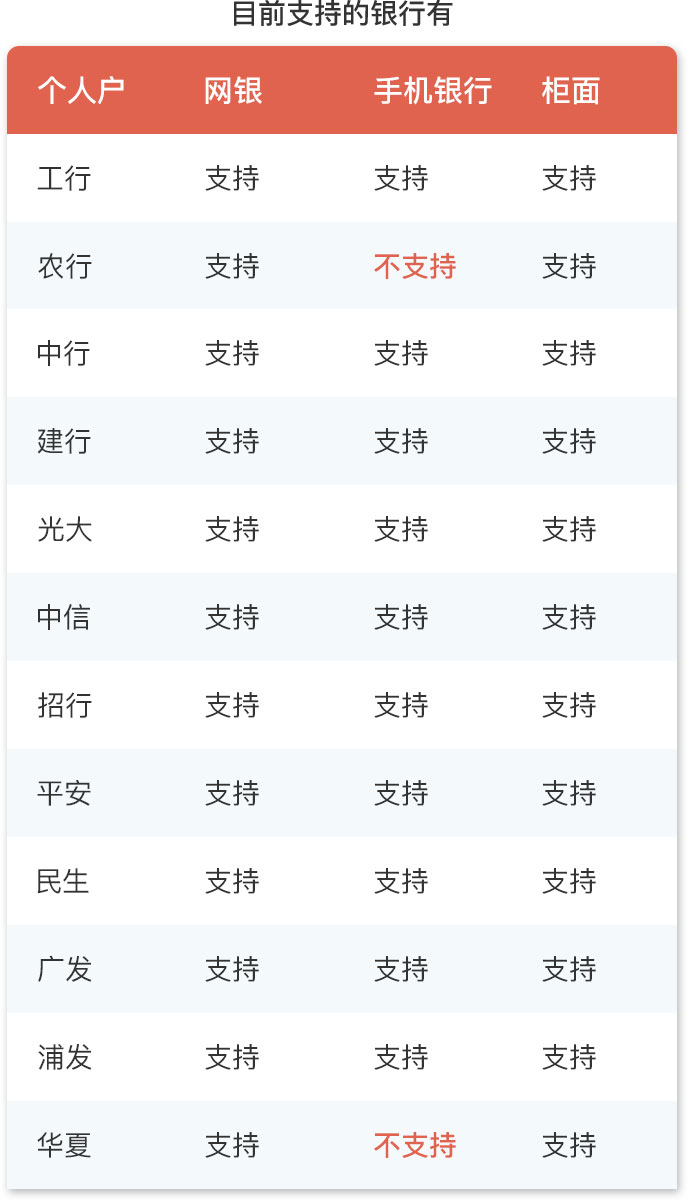 目前支持的银行有
个人户 网银 手机银行 柜面
工行 支持 支持 支持
农行 支持 不支持 支持
中行 支持 支持 支持
建行 支持 支持 支持
光大 支持 支持 支持
中信 支持 支持 支持
招行 支持 支持 支持
平安 支持 支持 支持
民生 支持 支持 支持
广发 支持 支持 支持
浦发 支持 支持 支持
华夏 支持 不支持 支持